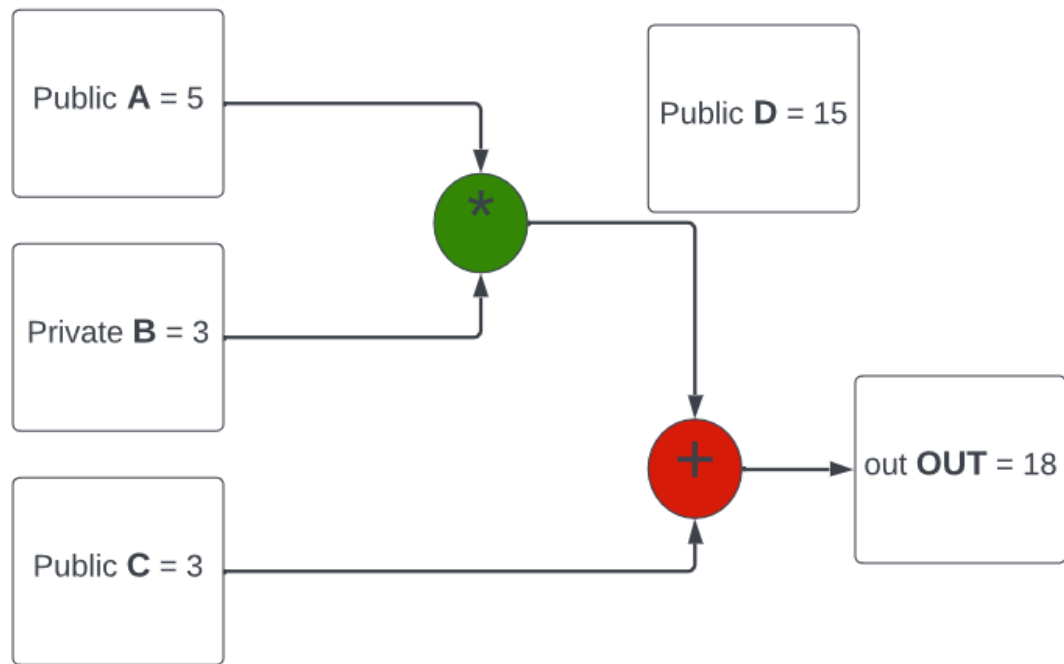 Public A = 5
Public D = 15
*
Private B = 3
+
out OUT = 18
Public C = 3